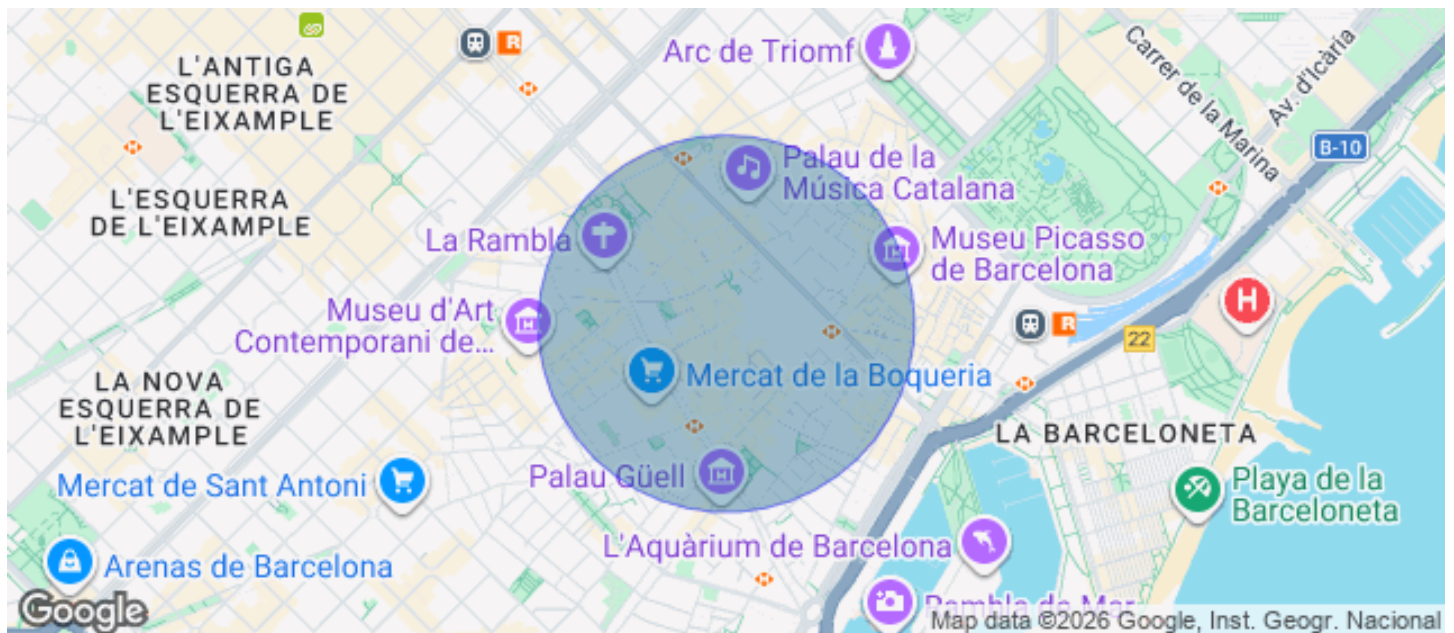 Arc de Triomf
Carrer de la Marina
Av. d'Icària
L'ANTIGA
ESQUERRA DE
L'EIXAMPLE
B-10
Palau de la
Música Catalana
L'ESQUERRA
DE L'EIXAMPLE
La Rambla
Museu Picasso
de Barcelona
Museu d'Art
Contemporani de...
H
R
R
22
Mercat de la Boqueria
LA NOVA
ESQUERRA DE
L'EIXAMPLE
LA BARCELONETA
Palau Güell
Mercat de Sant Antoni
Playa de la
Barceloneta
L'Aquàrium de Barcelona
Arenas de Barcelona
Rambla de Mar
Google
Map data ©2026 Google, Inst. Geogr. Nacional